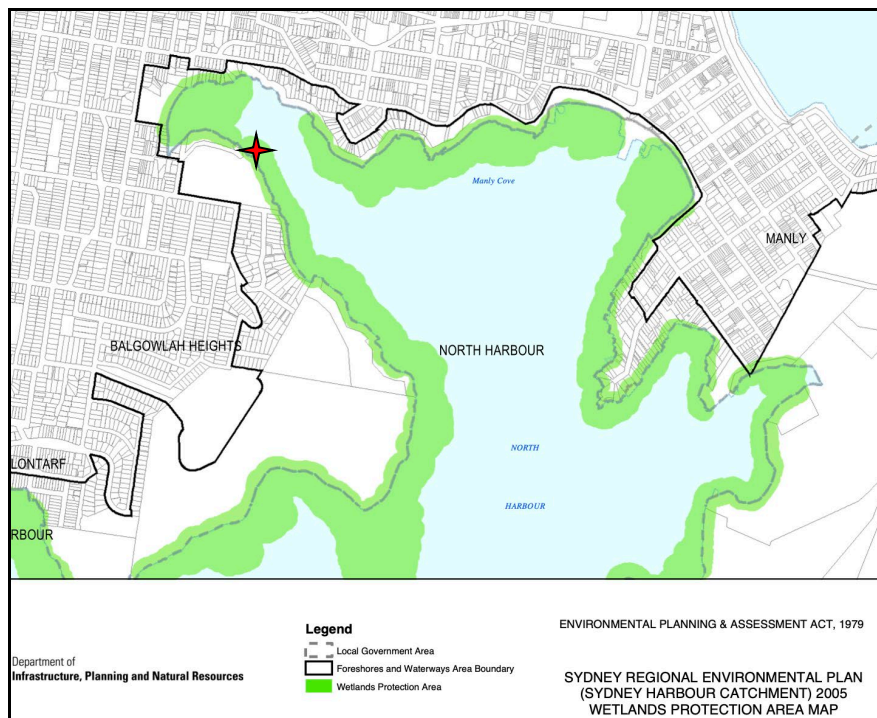 Manly Cove
MANLY
BALGOWLAH HEIGHTS
NORTH HARBOUR
NORTH
LONTARF
HARBOUR
RBOUR
Legend
Local Government Area
Foreshores and Waterways Area Boundary
Wetlands Protection Area
Department of
Infrastructure, Planning and Natural Resources
ENVIRONMENTAL PLANNING & ASSESSMENT ACT, 1979
SYDNEY REGIONAL ENVIRONMENTAL PLAN
(SYDNEY HARBOUR CATCHMENT) 2005
WETLANDS PROTECTION AREA MAP